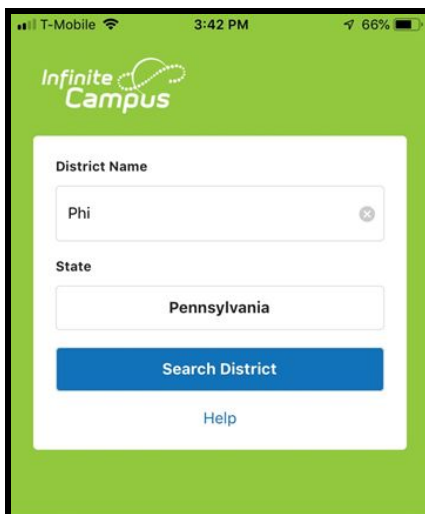 T-Mobile 3:42 PM 66%
Infinite
Campus
District Name
Phi
State
Pennsylvania
Search District
Help